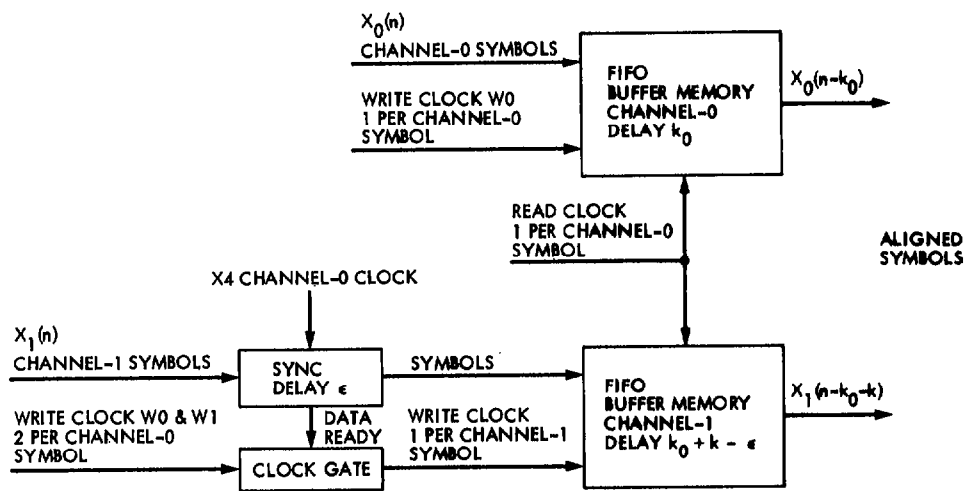 X₀(n)
CHANNEL-0 SYMBOLS
WRITE CLOCK W0
1 PER CHANNEL-0
SYMBOL
FIFO
BUFFER MEMORY
CHANNEL-0
DELAY k₀
X₀(n-k₀)
READ CLOCK
1 PER CHANNEL-0
SYMBOL
ALIGNED
SYMBOLS
X4 CHANNEL-0 CLOCK
X₁(n)
CHANNEL-1 SYMBOLS
SYNC
DELAY ϵ
SYMBOLS
WRITE CLOCK W0 & W1
2 PER CHANNEL-0
SYMBOL
DATA
READY
CLOCK GATE
WRITE CLOCK
1 PER CHANNEL-1
SYMBOL
FIFO
BUFFER MEMORY
CHANNEL-1
DELAY k₀ + k - ϵ
X₁(n-k₀-k)